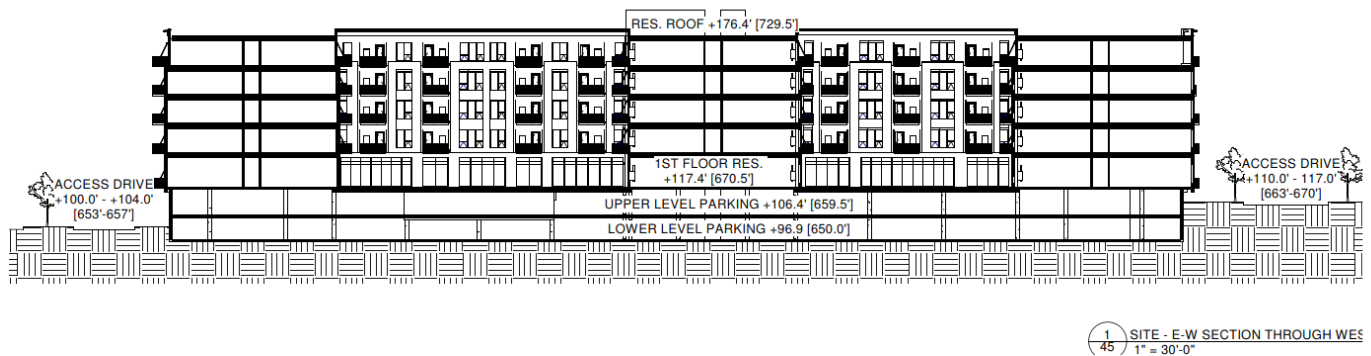 RES. ROOF +176.4' [729.5']
1ST FLOOR RES.
+117.4' [670.5']
ACCESS DRIVE
+100.0' - +104.0'
[653'-657']
ACCESS DRIVE
+110.0' - 117.0'
[663'-670']
UPPER LEVEL PARKING +106.4' [659.5']
LOWER LEVEL PARKING +96.9 [650.0']
1
45
SITE - E-W SECTION THROUGH WES
1" = 30'-0"